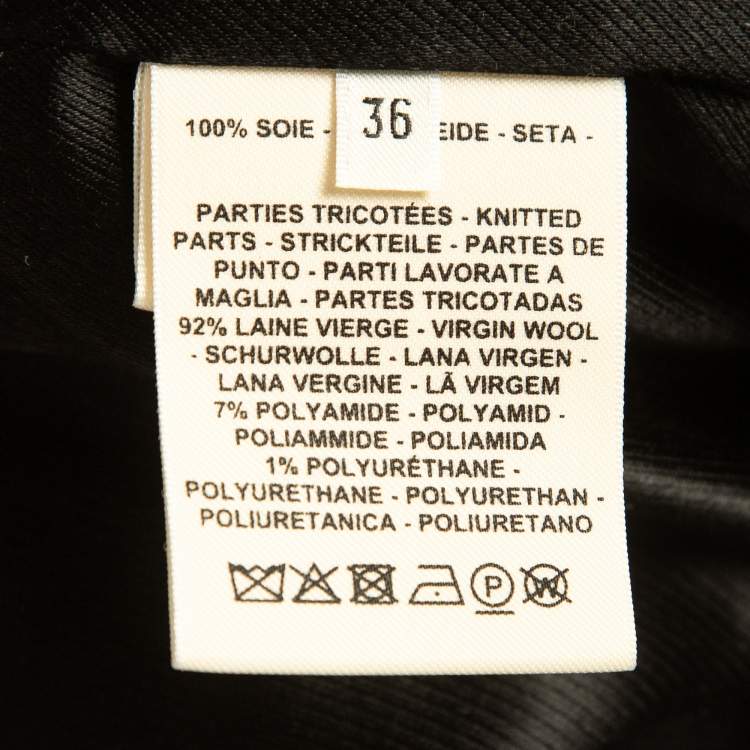 100% SOIE - 36 EIDE - SETA -
PARTIES TRICOTÉES - KNITTED
PARTS - STRICKTEILE - PARTES DE
PUNTO - PARTI LAVORATE A
MAGLIA - PARTES TRICOTADAS
92% LAINE VIERGE - VIRGIN WOOL
- SCHURWOLLE - LANA VIRGEN -
LANA VERGINE - LÃ VIRGEM
7% POLYAMIDE - POLYAMID -
POLIAMMIDE - POLIAMIDA
1% POLYURÉTHANE -
POLYURETHANE - POLYURETHAN -
POLIURETANICA - POLIURETANO
P W